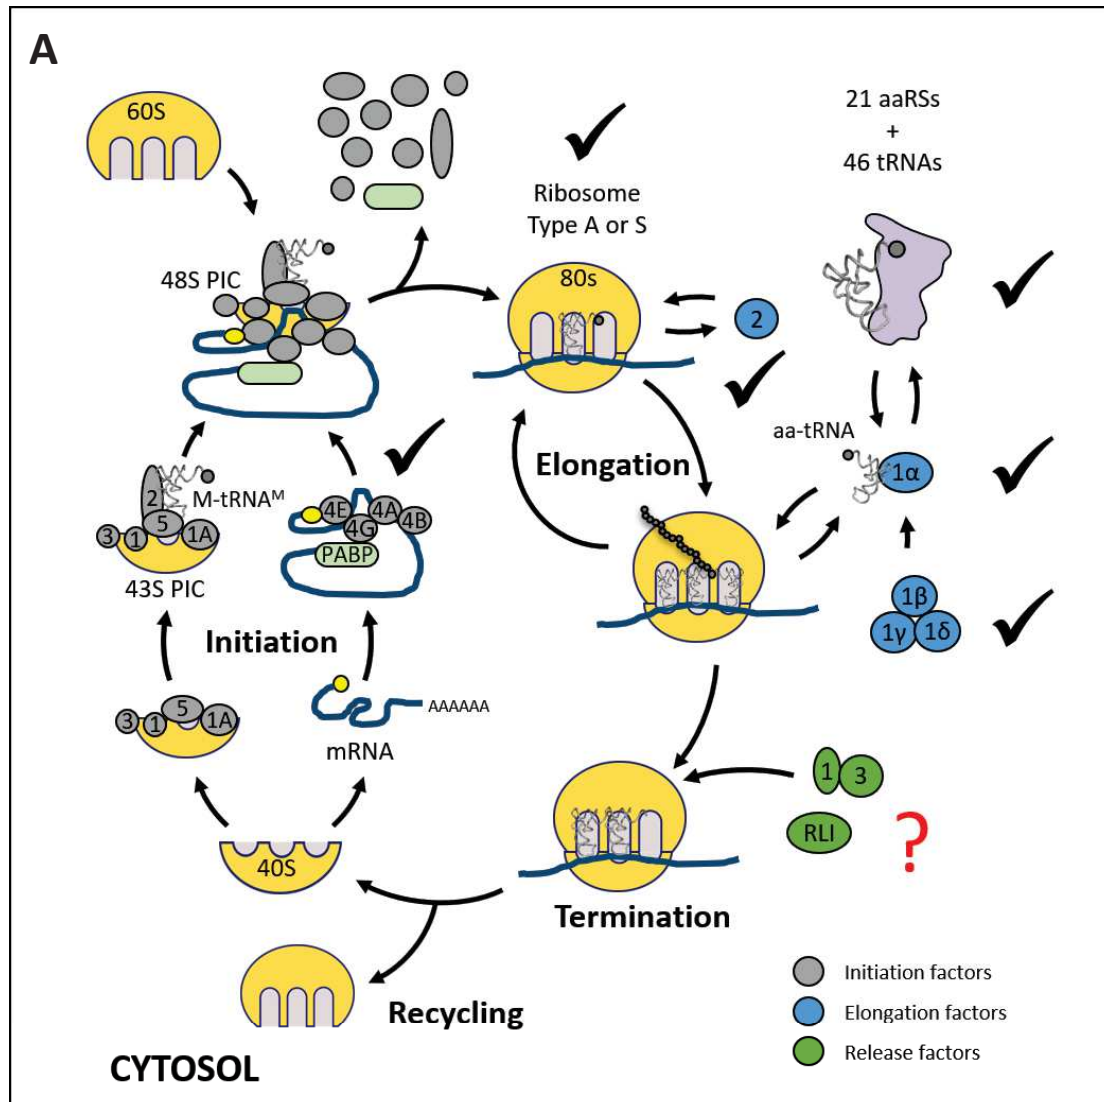 A
60S
21 aaRSs
+
46 tRNAs
Ribosome
Type A or S
48S PIC
80s
2
aa-tRNA
1α
Elongation
2
M-tRNAᴹ
5
3
1
1A
43S PIC
4E
4A
4G
4B
PABP
1β
1γ
1δ
Initiation
5
3
1
1A
AAAAAA
mRNA
1
3
RLI
?
40S
Termination
Recycling
Initiation factors
Elongation factors
Release factors
CYTOSOL